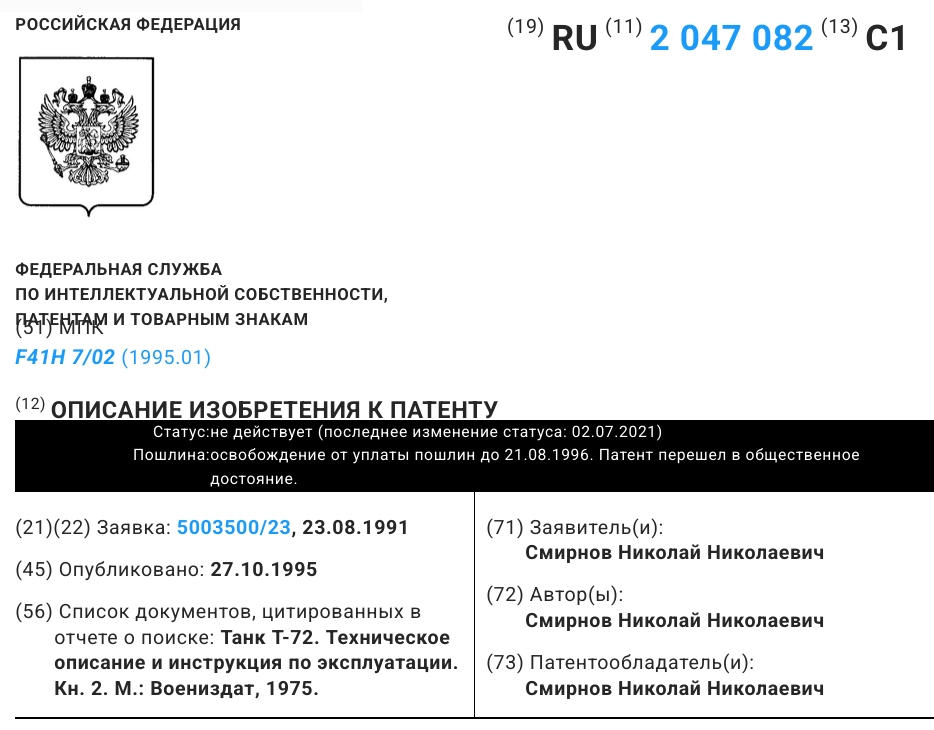 РОССИЙСКАЯ ФЕДЕРАЦИЯ
(19) RU (11) 2 047 082 (13) C1
ФЕДЕРАЛЬНАЯ СЛУЖБА
ПО ИНТЕЛЛЕКТУАЛЬНОЙ СОБСТВЕННОСТИ,
ПАТЕНТАМ И ТОВАРНЫМ ЗНАКАМ
(51) МПК
F41H 7/02 (1995.01)
(12) ОПИСАНИЕ ИЗОБРЕТЕНИЯ К ПАТЕНТУ
Статус:не действует (последнее изменение статуса: 02.07.2021)
Пошлина:освобождение от уплаты пошлин до 21.08.1996. Патент перешел в общественное
достояние.
(21)(22) Заявка: 5003500/23, 23.08.1991
(45) Опубликовано: 27.10.1995
(56) Список документов, цитированных в
отчете о поиске: Танк Т-72. Техническое
описание и инструкция по эксплуатации.
Кн. 2. М.: Воениздат, 1975.
(71) Заявитель(и):
Смирнов Николай Николаевич
(72) Автор(ы):
Смирнов Николай Николаевич
(73) Патентообладатель(и):
Смирнов Николай Николаевич